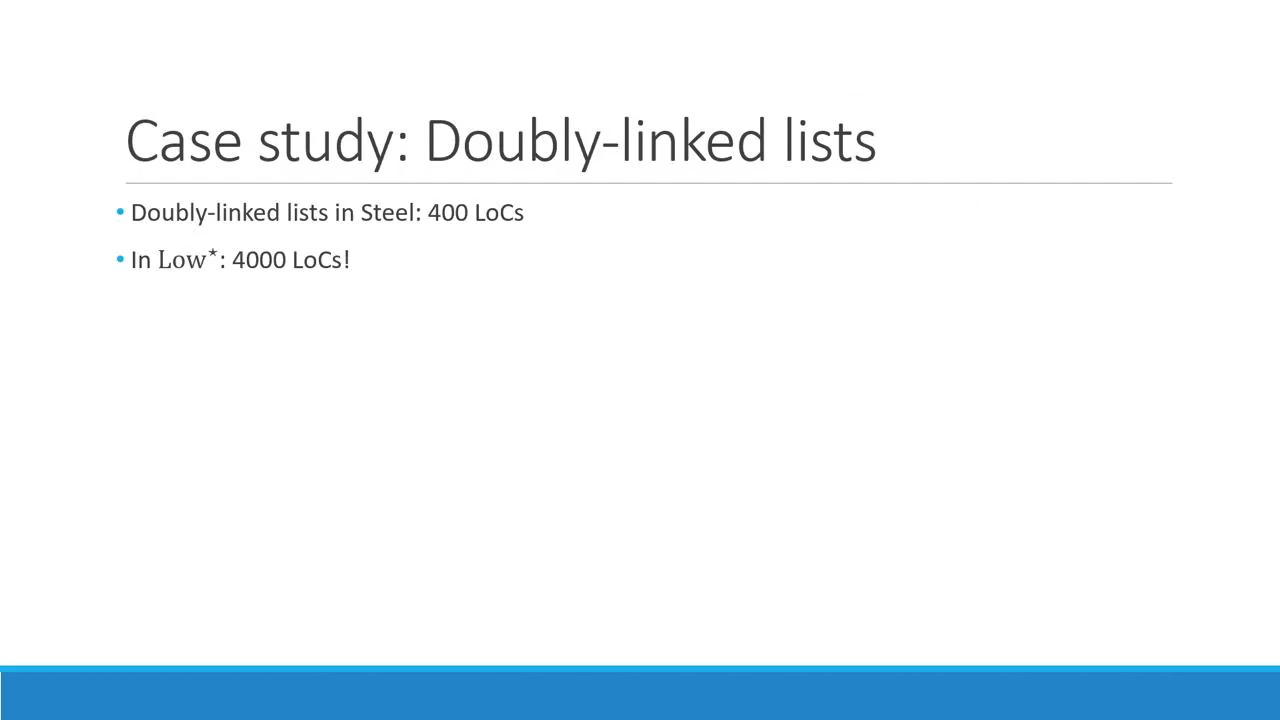 Case study: Doubly-linked lists
• Doubly-linked lists in Steel: 400 LoCs
• In Low*: 4000 LoCs!